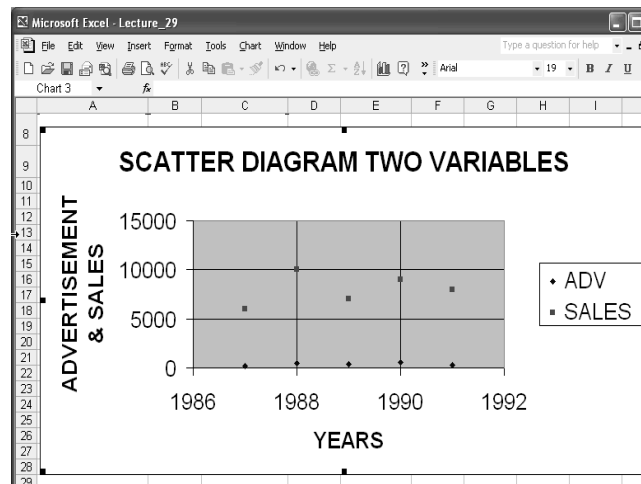 Microsoft Excel - Lecture_29
File Edit View Insert Format Tools Chart Window Help
Type a question for help
Arial 19 B I U
Chart 3 fx
A B C D E F G H I
8
9
10
11
12
13
14
15
16
17
18
19
20
21
22
23
24
25
26
27
28
29
SCATTER DIAGRAM TWO VARIABLES
ADVERTISEMENT
& SALES
15000
10000
5000
0
1986 1988 1990 1992
YEARS
ADV
SALES